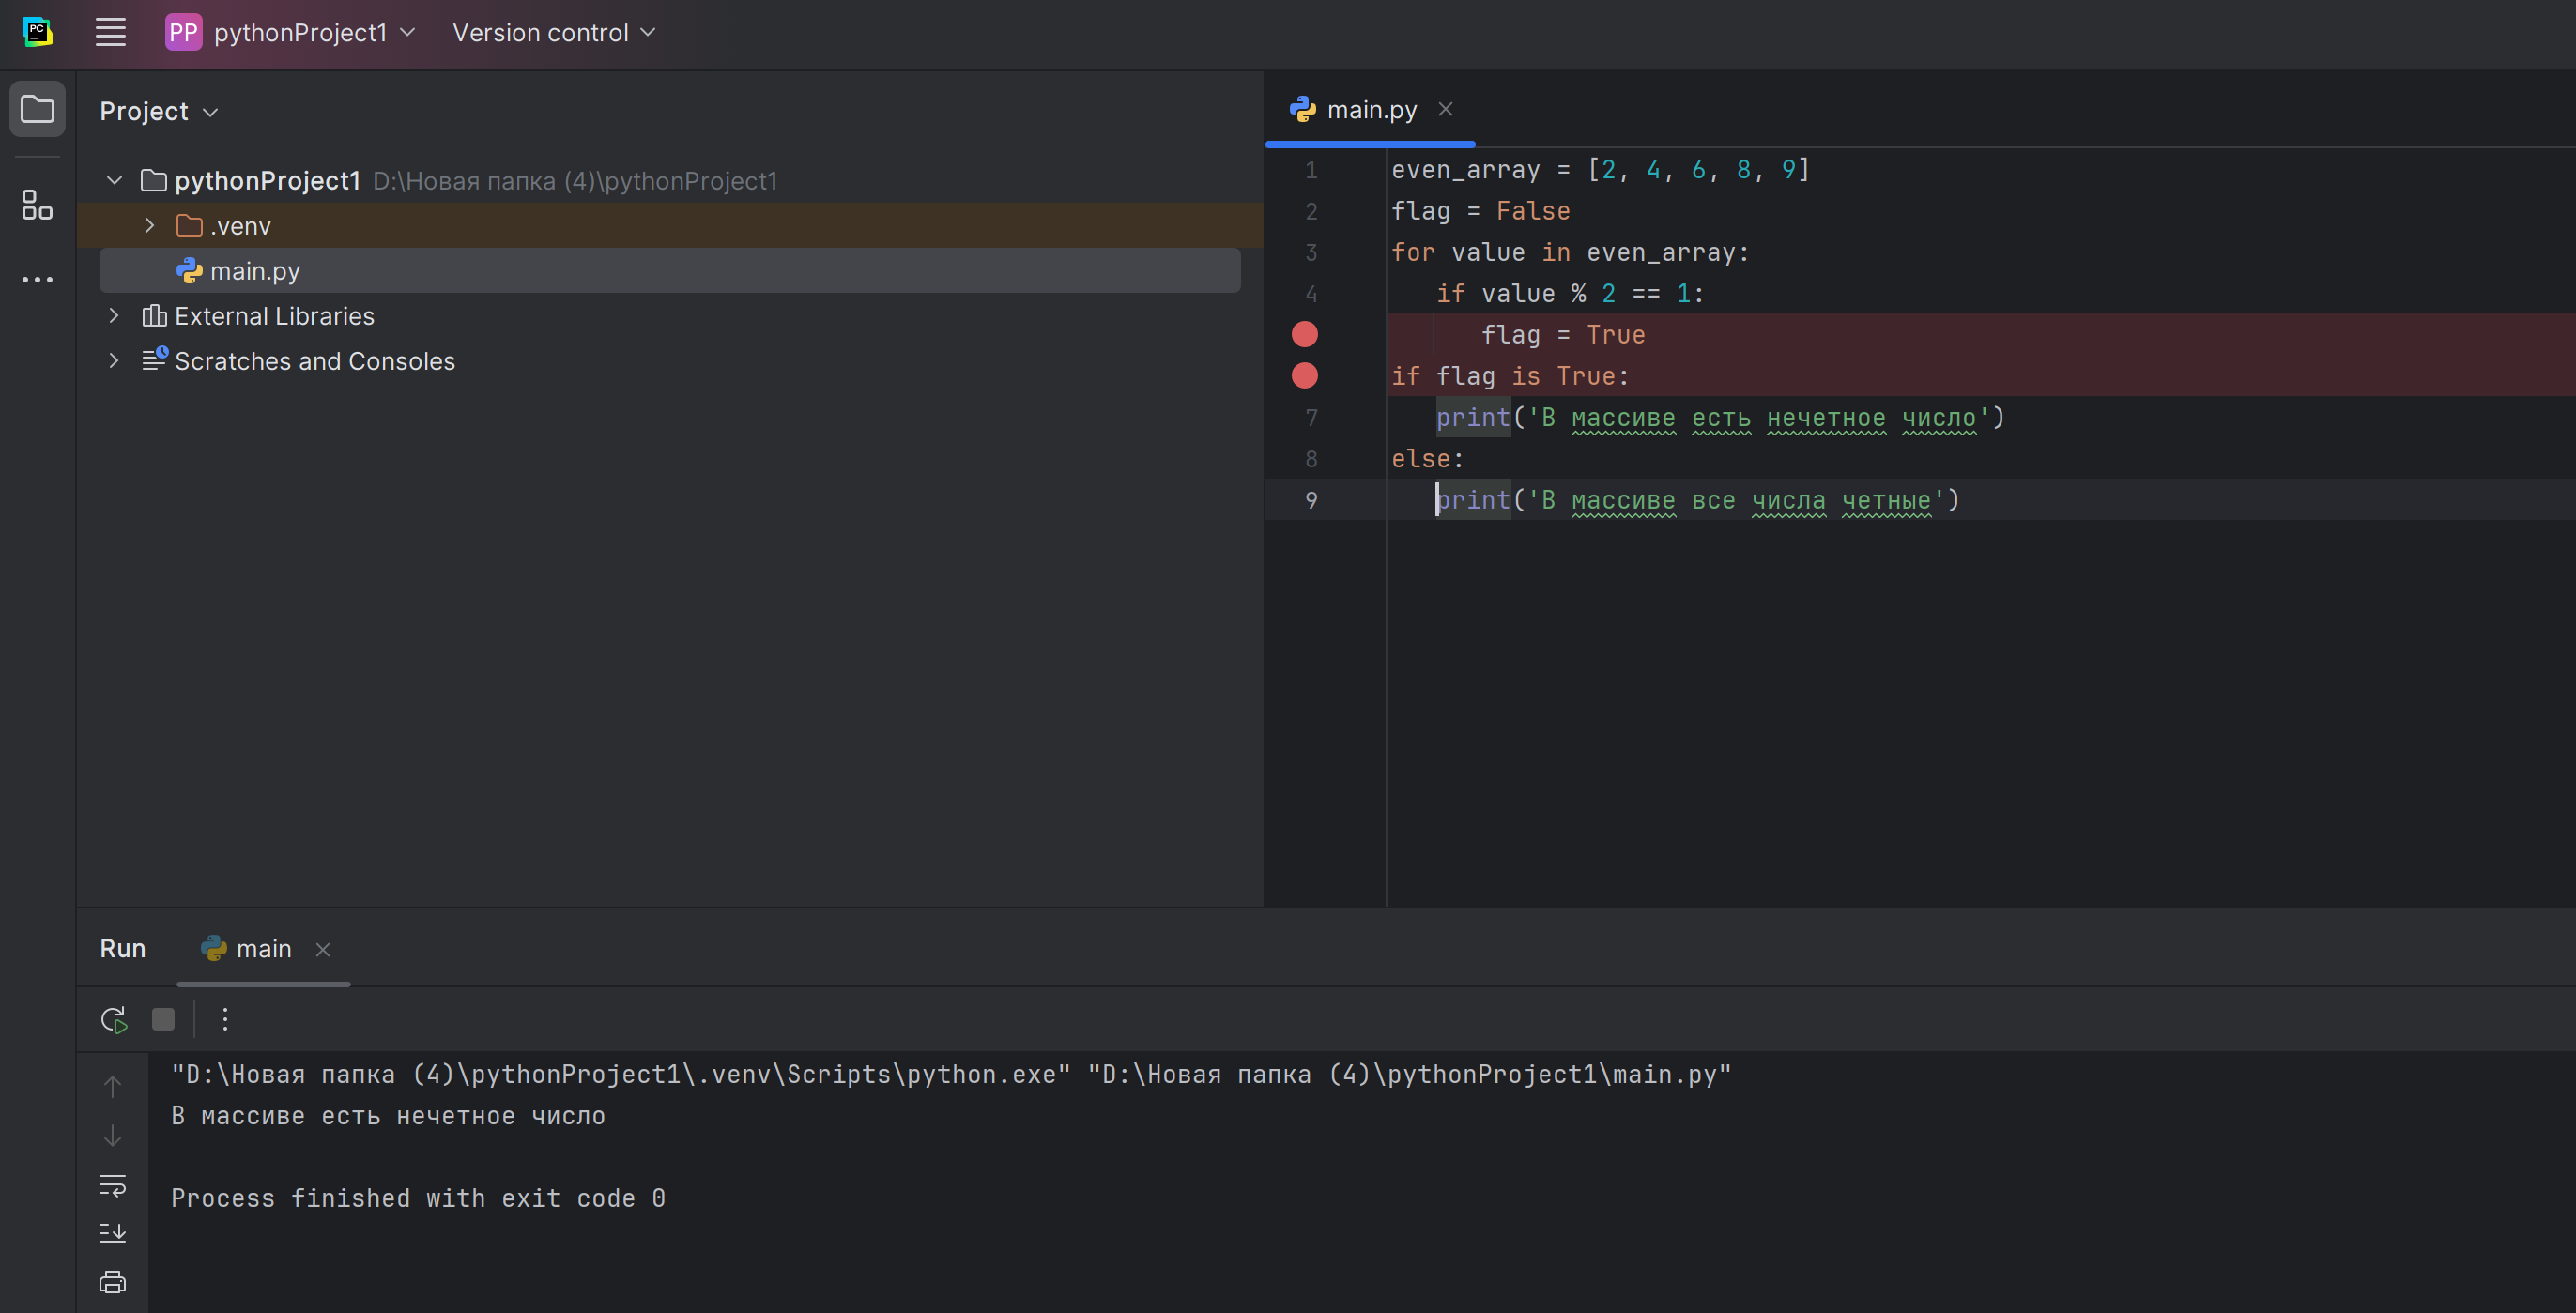 PC PP pythonProject1 Version control
Project
pythonProject1 D:\Новая папка (4)\pythonProject1
.venv
main.py
External Libraries
Scratches and Consoles
main.py
1 even_array = [2, 4, 6, 8, 9]
2 flag = False
3 for value in even_array:
4 if value % 2 == 1:
flag = True
if flag is True:
7 print('В массиве есть нечетное число')
8 else:
9 print('В массиве все числа четные')
Run main
"D:\Новая папка (4)\pythonProject1\.venv\Scripts\python.exe" "D:\Новая папка (4)\pythonProject1\main.py"
В массиве есть нечетное число
Process finished with exit code 0